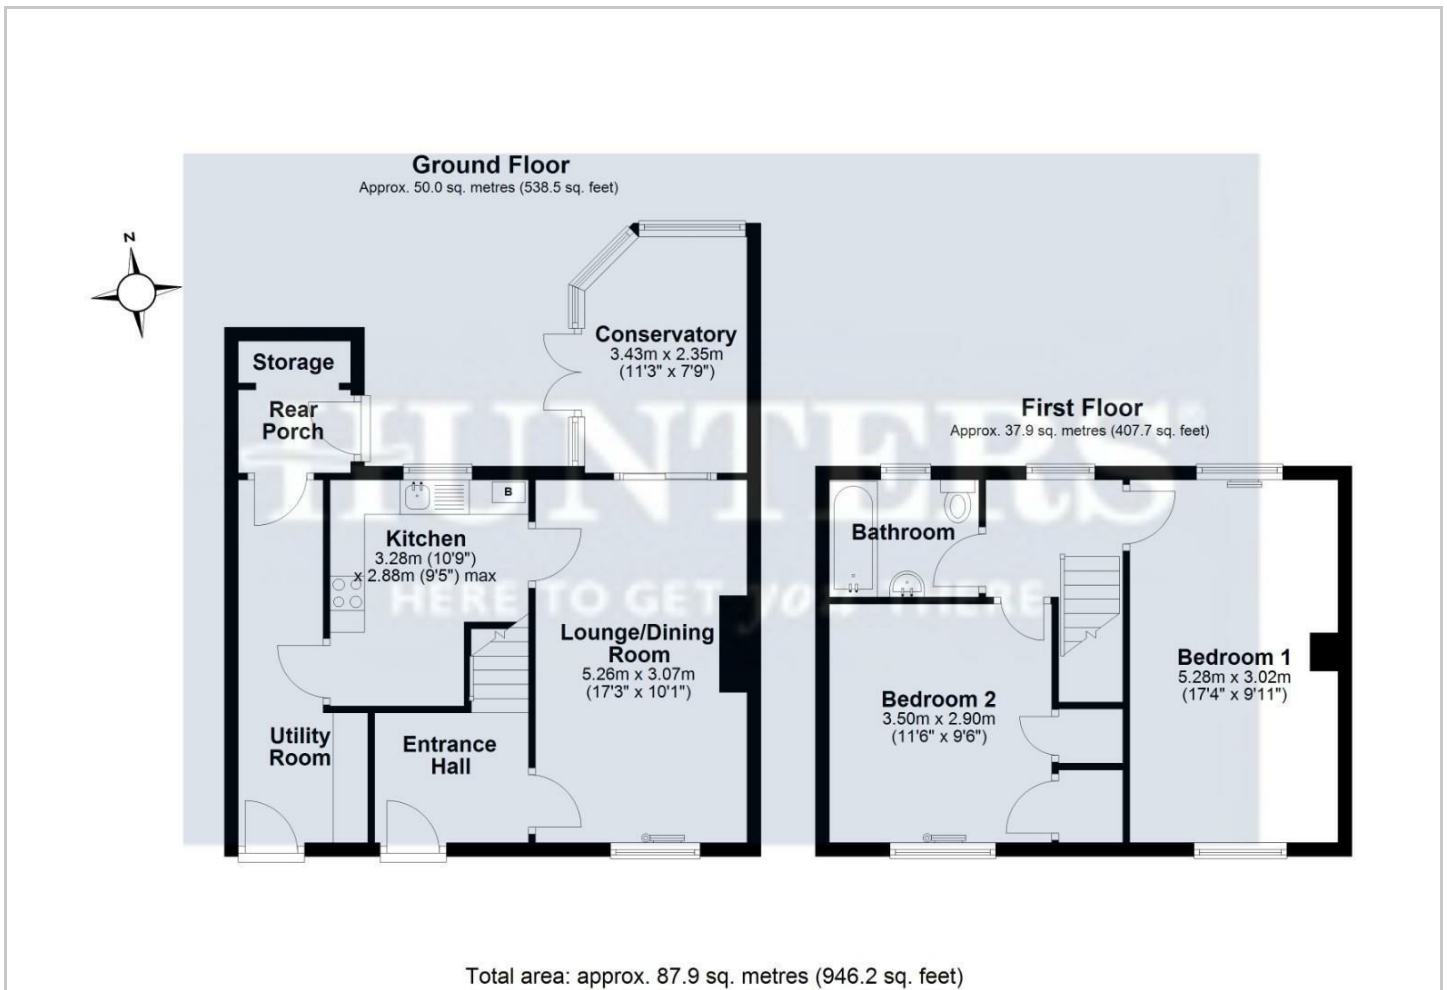 Ground Floor
Approx. 50.0 sq. metres (538.5 sq. feet)
N
Conservatory
3.43m x 2.35m
(11'3" x 7'9")
Storage
Rear
Porch
First Floor
Approx. 37.9 sq. metres (407.7 sq. feet)
HUNTERS®
HERE TO GET you THERE
B
Kitchen
3.28m (10'9")
x 2.88m (9'5") max
Bathroom
Lounge/Dining
Room
5.26m x 3.07m
(17'3" x 10'1")
Bedroom 1
5.28m x 3.02m
(17'4" x 9'11")
Bedroom 2
3.50m x 2.90m
(11'6" x 9'6")
Utility
Room
Entrance
Hall
Total area: approx. 87.9 sq. metres (946.2 sq. feet)